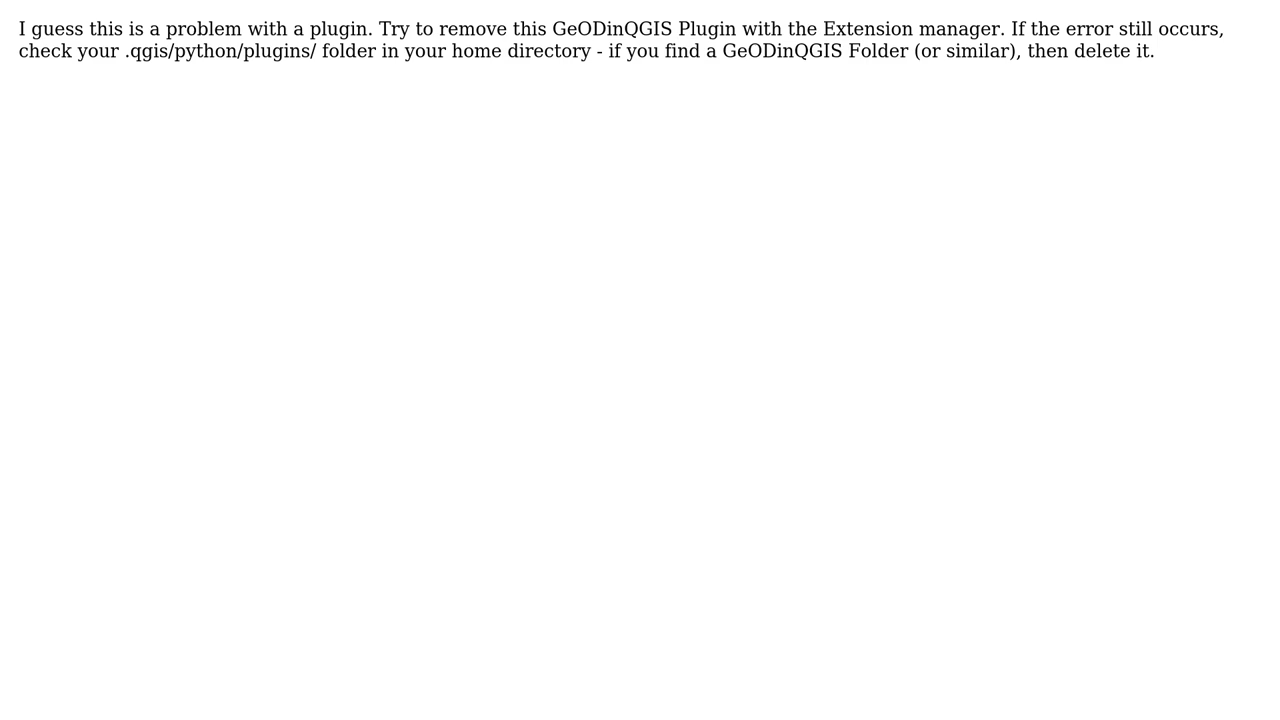 I guess this is a problem with a plugin. Try to remove this GeODinQGIS Plugin with the Extension manager. If the error still occurs,
check your .qgis/python/plugins/ folder in your home directory - if you find a GeODinQGIS Folder (or similar), then delete it.